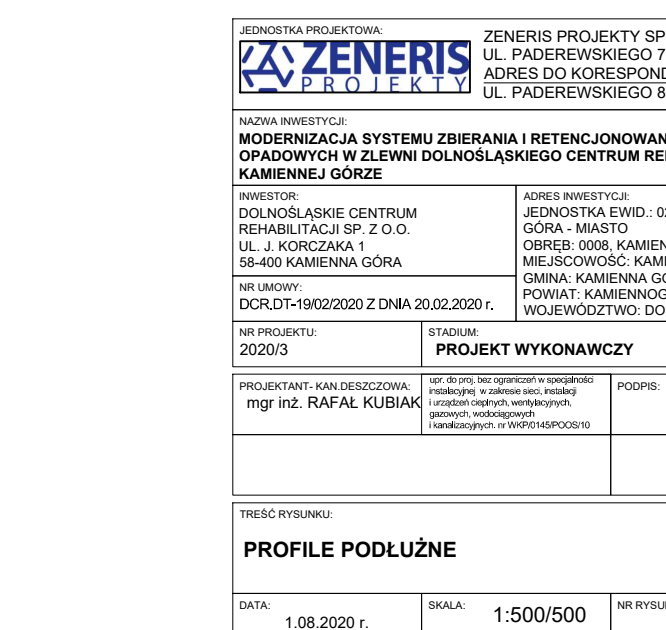 JEDNOSTKA PROJEKTOWA:
ZENERIS
PROJEKTY
ZENERIS PROJEKTY SP
UL. PADEREWSKIEGO 7
ADRES DO KORESPOND
UL. PADEREWSKIEGO 8
NAZWA INWESTYCJI:
MODERNIZACJA SYSTEMU ZBIERANIA I RETENCJONOWAN
OPADOWYCH W ZLEWNI DOLNOŚLĄSKIEGO CENTRUM RE
KAMIENNEJ GÓRZE
INWESTOR:
DOLNOŚLĄSKIE CENTRUM
REHABILITACJI SP. Z O.O.
UL. J. KORCZAKA 1
58-400 KAMIENNA GÓRA
ADRES INWESTYCJI:
JEDNOSTKA EWID.: 02
GÓRA - MIASTO
OBRĘB: 0008, KAMIEN
MIEJSCOWOŚĆ: KAMI
GMINA: KAMIENNA GÓ
POWIAT: KAMIENNOG
WOJEWÓDZTWO: DO
NR UMOWY:
DCR.DT-19/02/2020 Z DNIA 20.02.2020 r.
NR PROJEKTU:
2020/3
STADIUM:
PROJEKT WYKONAWCZY
PROJEKTANT- KAN.DESZCZOWA:
mgr inż. RAFAŁ KUBIAK
upr. do proj. bez ograniczeń w specjalności
instalacyjnej w zakresie sieci, instalacji
i urządzeń cieplnych, wentylacyjnych,
gazowych, wodociągowych
i kanalizacyjnych. nr WKP/0145/POOS/10
PODPIS:
TREŚĆ RYSUNKU:
PROFILE PODŁUŻNE
DATA:
1.08.2020 r.
SKALA:
1:500/500
NR RYSU